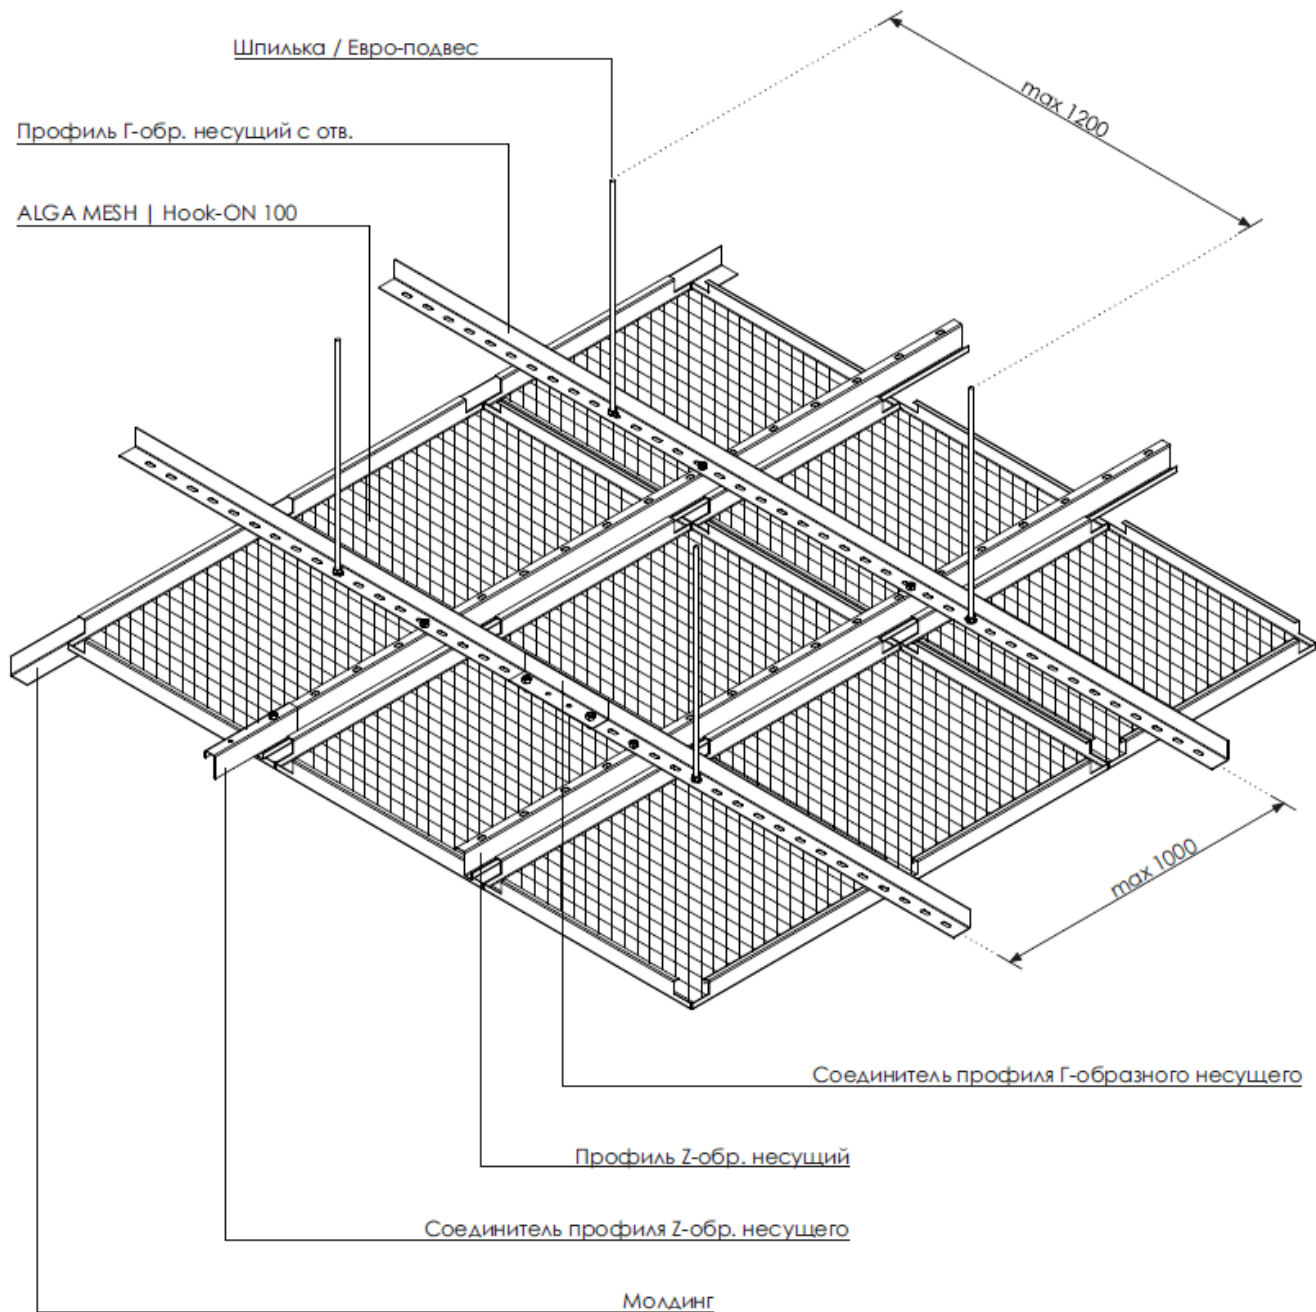 Шпилька / Евро-подвес
max 1200
Профиль Г-обр. несущий с отв.
ALGA MESH | Hook-ON 100
max 1000
Соединитель профиля Г-образного несущего
Профиль Z-обр. несущий
Соединитель профиля Z-обр. несущего
Молдинг